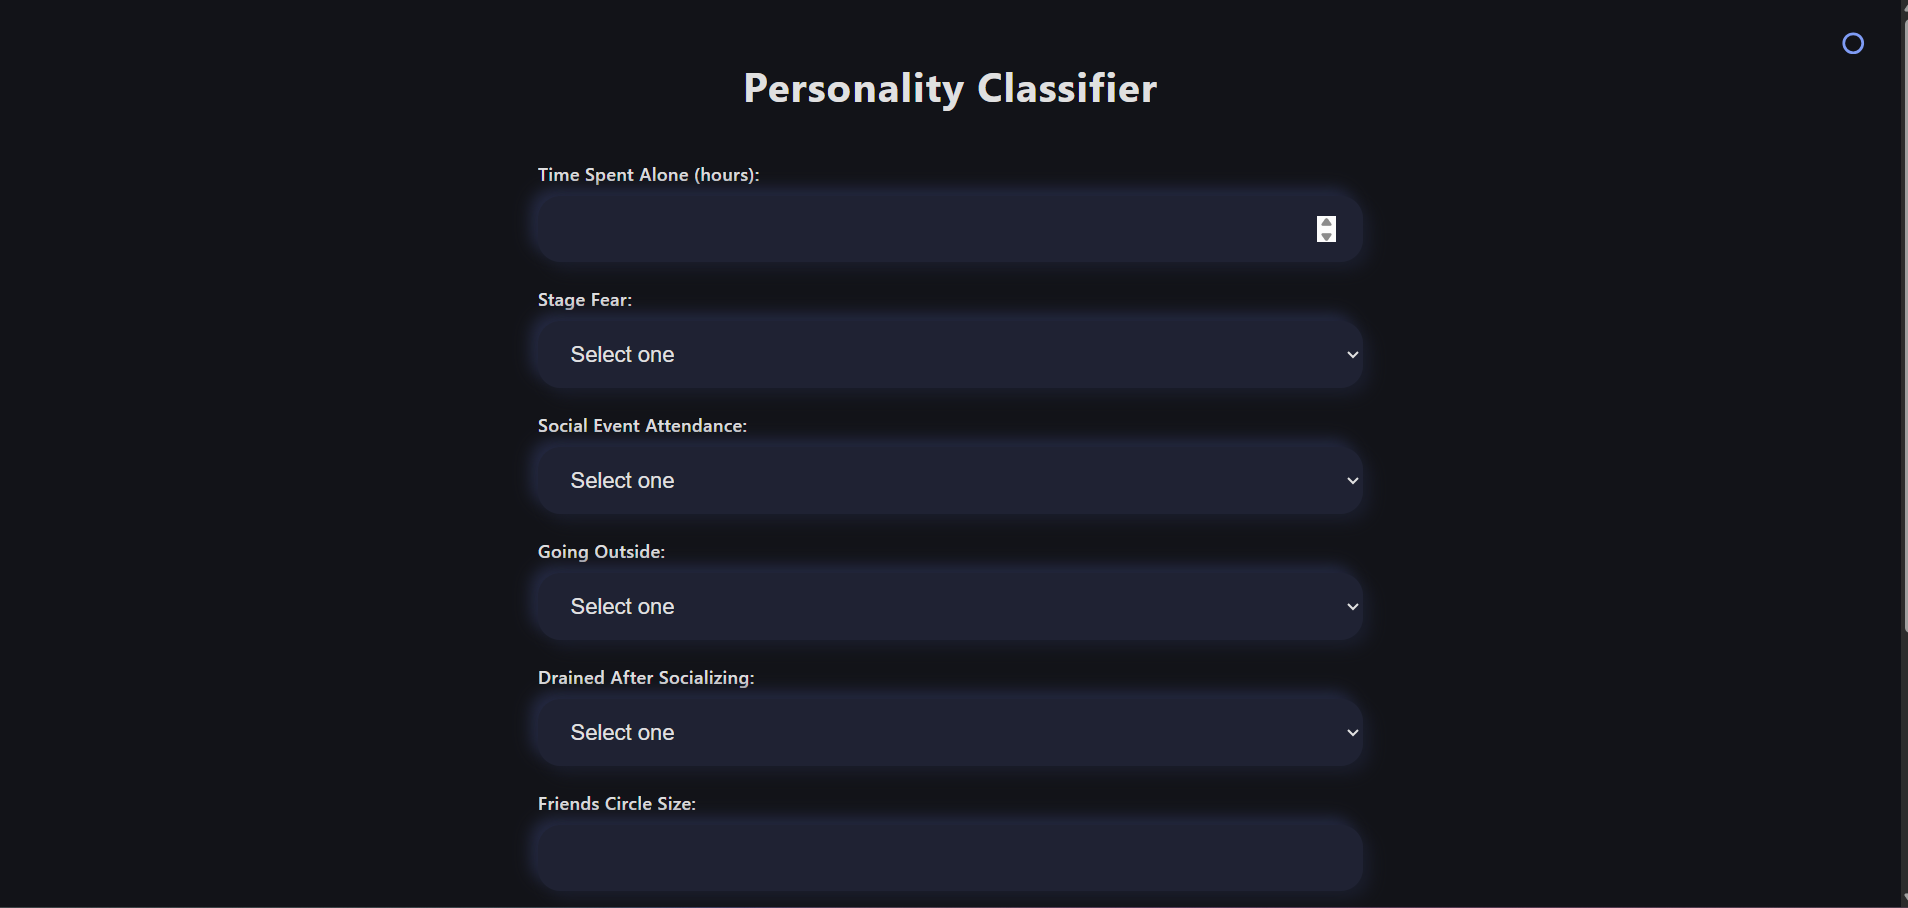 Personality Classifier
Time Spent Alone (hours):
Stage Fear:
Select one
Social Event Attendance:
Select one
Going Outside:
Select one
Drained After Socializing:
Select one
Friends Circle Size: